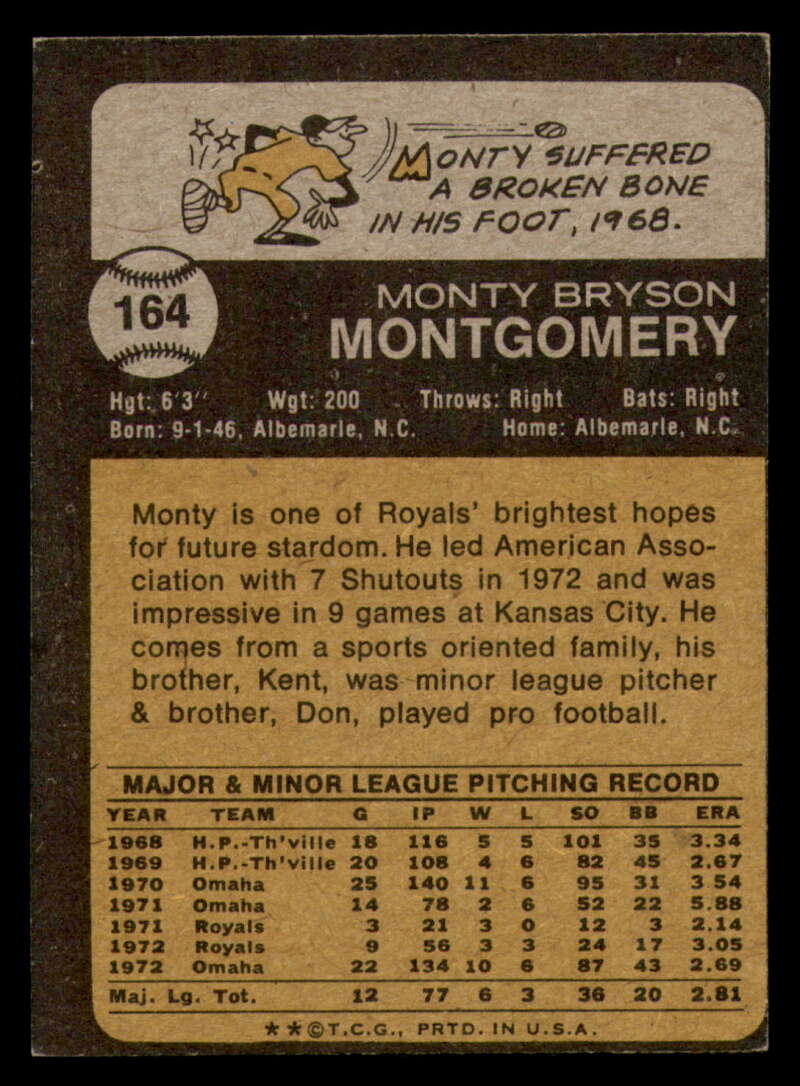 MONTY SUFFERED
A BROKEN BONE
IN HIS FOOT, 1968.
164
MONTY BRYSON
MONTGOMERY
Hgt: 6'3" Wgt: 200 Throws: Right Bats: Right
Born: 9-1-46, Albemarle, N.C. Home: Albemarle, N.C.
Monty is one of Royals' brightest hopes
for future stardom. He led American Asso-
ciation with 7 Shutouts in 1972 and was
impressive in 9 games at Kansas City. He
comes from a sports oriented family, his
brother, Kent, was minor league pitcher
& brother, Don, played pro football.
MAJOR & MINOR LEAGUE PITCHING RECORD
YEAR TEAM G IP W L SO BB ERA
1968 H.P.-Th'ville 18 116 5 5 101 35 3.34
1969 H.P.-Th'ville 20 108 4 6 82 45 2.67
1970 Omaha 25 140 11 6 95 31 3 54
1971 Omaha 14 78 2 6 52 22 5.88
1971 Royals 3 21 3 0 12 3 2.14
1972 Royals 9 56 3 3 24 17 3.05
1972 Omaha 22 134 10 6 87 43 2.69
Maj. Lg. Tot. 12 77 6 3 36 20 2.81
★★©T.C.G., PRTD. IN U.S.A.